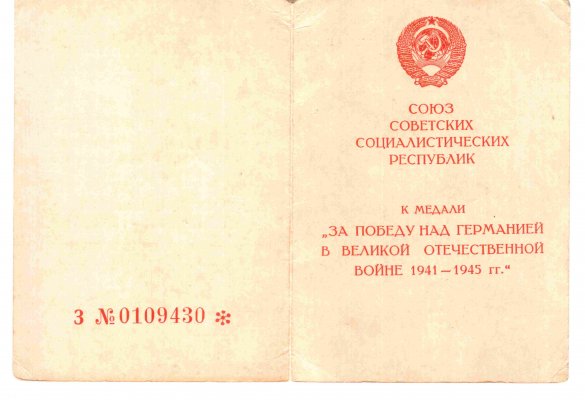 З №0109430 *
СОЮЗ
СОВЕТСКИХ
СОЦИАЛИСТИЧЕСКИХ
РЕСПУБЛИК
К МЕДАЛИ
„ЗА ПОБЕДУ НАД ГЕРМАНИЕЙ
В ВЕЛИКОЙ ОТЕЧЕСТВЕННОЙ
ВОЙНЕ 1941—1945 гг.“